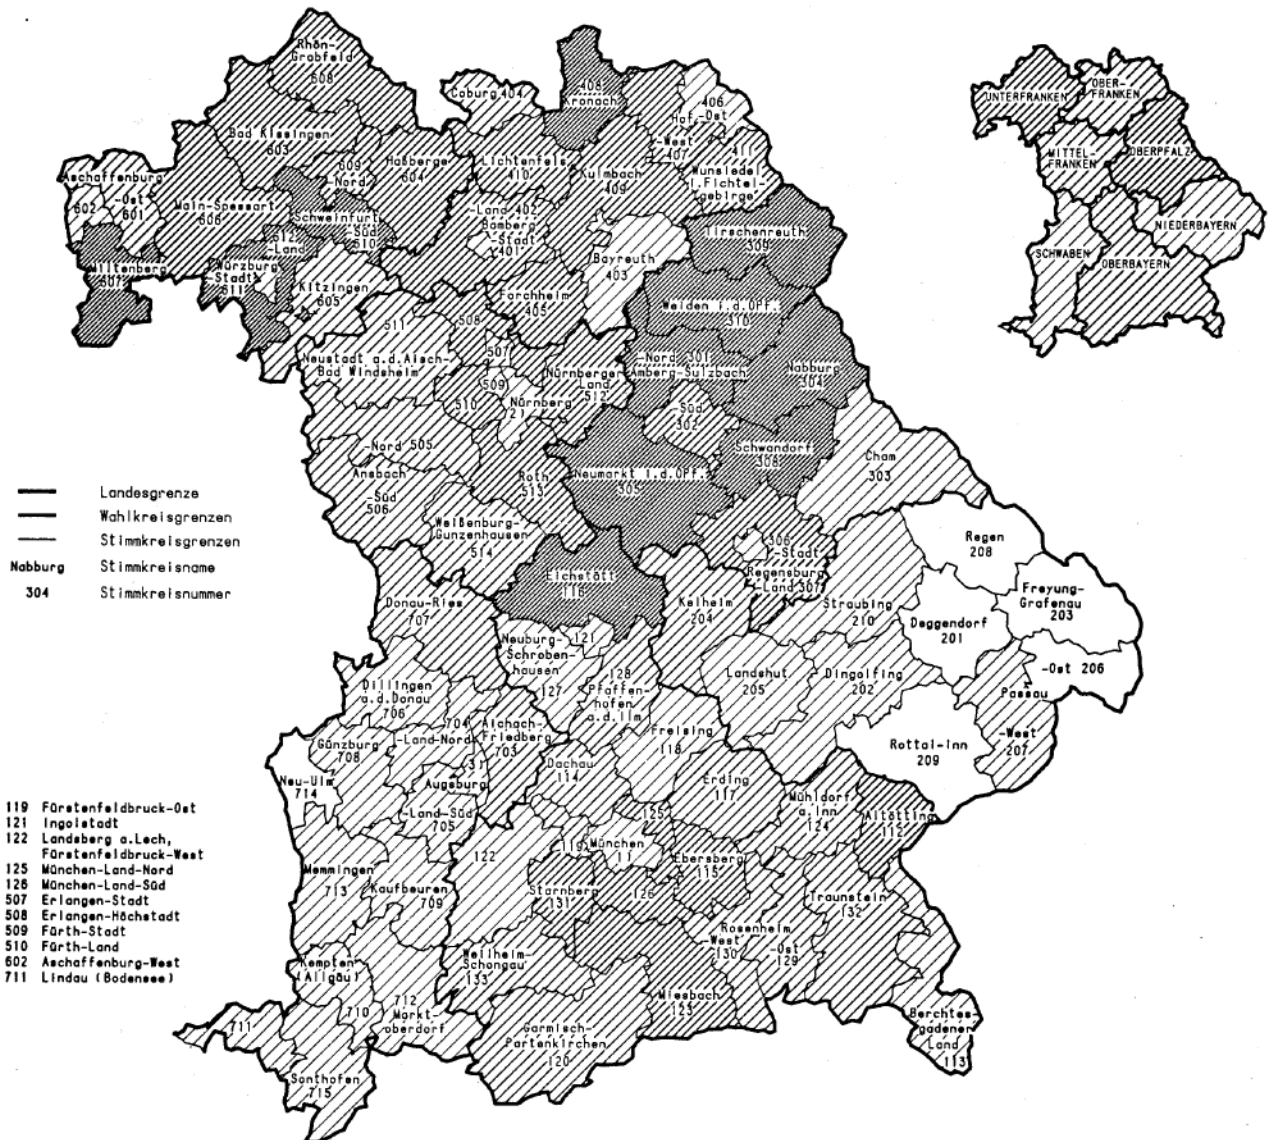 Rhön-
Grabfeld
608
Coburg 404
408
Kronach
406
Hof
-Ost
-West
407
Bad Kissingen
603
609
-Nord
Haßberge
604
Lichtenfels
410
Kulmbach
409
411
Wunsiedel
i.Fichtel-
gebirge
Aschaffenburg
-Ost
601
602
Main-Spessart
606
Schweinfurt
-Süd
610
-Land 402
Bamberg
-Stadt
401
Tirschenreuth
309
612
-Land
Würzburg
-Stadt
611
Miltenberg
607
Kitzingen
605
Bayreuth
403
Forchheim
405
Weiden i.d.OPf.
310
511
508
Neustadt a.d.Aisch-
Bad Windsheim
507
509
510
Nürnberg
2)
Nürnberger
Land
512
-Nord 301
Amberg-Sulzbach
Nabburg
304
-Süd
302
Schwandorf
308
Cham
303
-Nord 505
Ansbach
-Süd
506
Roth
513
Neumarkt i.d.OPf.
305
Weißenburg-
Gunzenhausen
514
306
-Stadt
Regensburg
-Land 307
Regen
208
Eichstätt
116
Kelheim
204
Straubing
210
Deggendorf
201
Freyung-
Grafenau
203
Donau-Ries
707
Neuburg-
Schroben-
hausen
127
121
128
Pfaffen-
hofen
a.d.Ilm
Landshut
205
Dingolfing
202
-Ost 206
Passau
-West
207
Dillingen
a.d.Donau
706
704
-Land-Nord
Aichach-
Friedberg
703
Freising
118
Rottal-Inn
209
Günzburg
708
3)
Augsburg
-Land-Süd
705
Dachau
114
Erding
117
Mühldorf
a. Inn
124
Altötting
112
Neu-Ulm
714
122
119
125
München
1)
Ebersberg
115
Memmingen
713
Kaufbeuren
709
Starnberg
131
126
Traunstein
132
Rosenheim
-West
130
-Ost
129
Weilheim-
Schongau
133
Kempten
(Allgäu)
710
712
Markt-
oberdorf
Miesbach
123
Garmisch-
Partenkirchen
120
Berchtes-
gadener
Land
113
711
Sonthofen
715
UNTERFRANKEN
OBER-
FRANKEN
MITTEL-
FRANKEN
OBERPFALZ
NIEDERBAYERN
SCHWABEN
OBERBAYERN
Landesgrenze
Wahlkreisgrenzen
Stimmkreisgrenzen
Nabburg Stimmkreisname
304 Stimmkreisnummer
119 Fürstenfeldbruck-Ost
121 Ingolstadt
122 Landsberg a.Lech,
Fürstenfeldbruck-West
125 München-Land-Nord
126 München-Land-Süd
507 Erlangen-Stadt
508 Erlangen-Höchstadt
509 Fürth-Stadt
510 Fürth-Land
602 Aschaffenburg-West
711 Lindau (Bodensee)